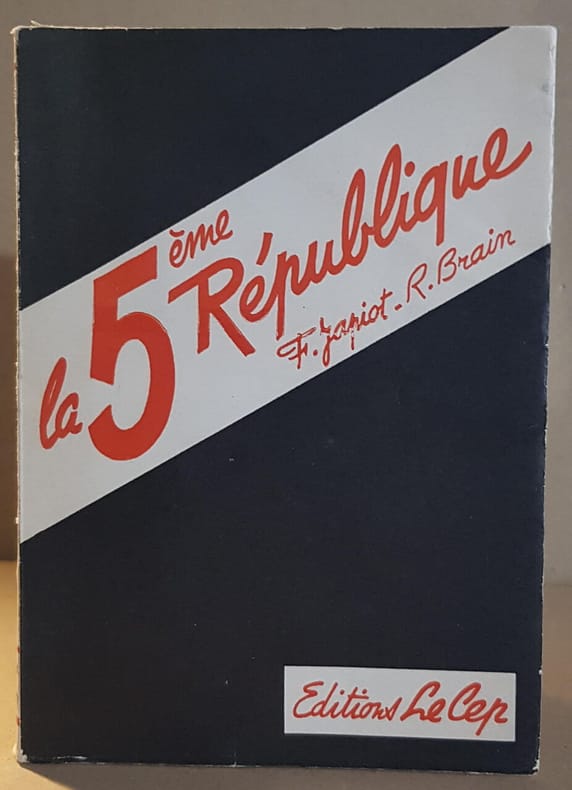 la 5ème République
F. Japiot - R. Brain
Editions Le Cep